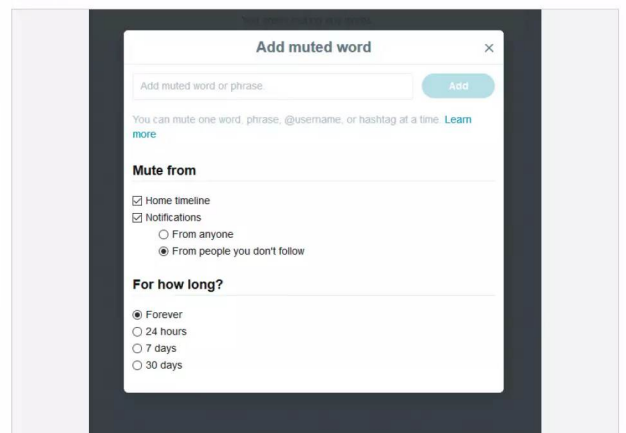 Add muted word
×
Add muted word or phrase
Add
You can mute one word, phrase, @username, or hashtag at a time. Learn
more
Mute from
Home timeline
Notifications
From anyone
From people you don't follow
For how long?
Forever
24 hours
7 days
30 days